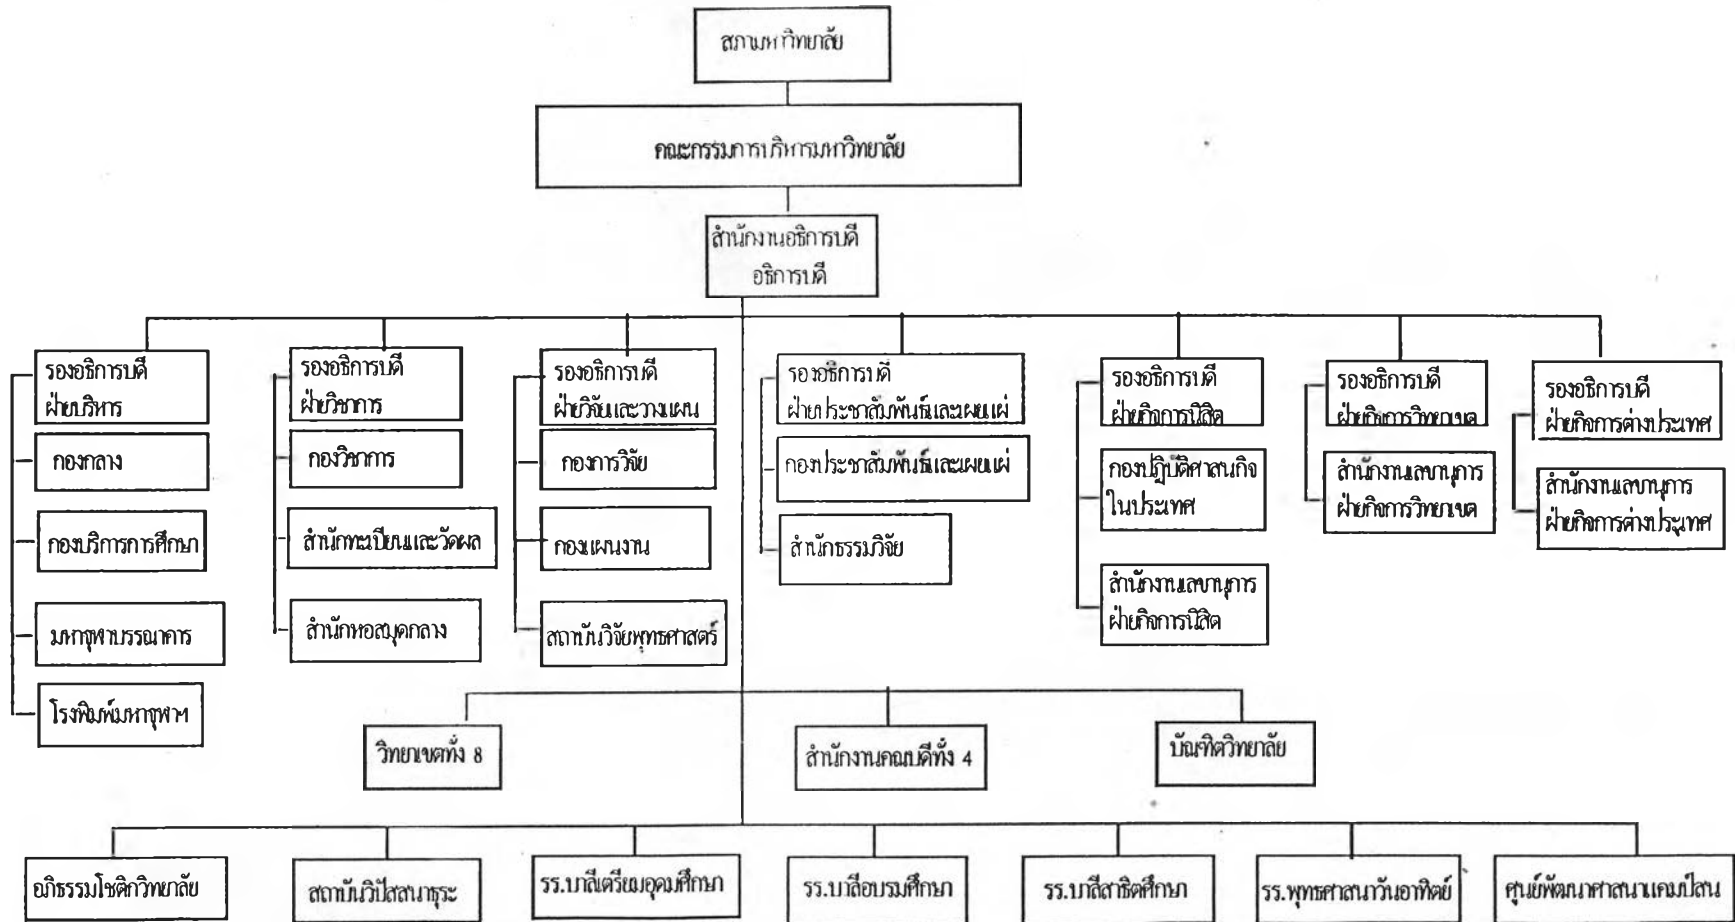 สภามหาวิทยาลัย
คณะกรรมการบริหารมหาวิทยาลัย
สำนักงานอธิการบดี
อธิการบดี
รองอธิการบดี
ฝ่ายบริหาร
กองกลาง
กองบริการการศึกษา
มหาจุฬาบรรณาคาร
โรงพิมพ์มหาจุฬาฯ
รองอธิการบดี
ฝ่ายวิชาการ
กองวิชาการ
สำนักทะเบียนและวัดผล
สำนักหอสมุดกลาง
รองอธิการบดี
ฝ่ายวิจัยและวางแผน
กองการวิจัย
กองแผนงาน
สถาบันวิจัยพุทธศาสตร์
รองอธิการบดี
ฝ่ายประชาสัมพันธ์และเผยแผ่
กองประชาสัมพันธ์และเผยแผ่
สำนักธรรมวิจัย
รองอธิการบดี
ฝ่ายกิจการนิสิต
กองปฏิบัติศาสนกิจ
ในประเทศ
สำนักงานเลขานุการ
ฝ่ายกิจการนิสิต
รองอธิการบดี
ฝ่ายกิจการวิทยาเขต
สำนักงานเลขานุการ
ฝ่ายกิจการวิทยาเขต
รองอธิการบดี
ฝ่ายกิจการต่างประเทศ
สำนักงานเลขานุการ
ฝ่ายกิจการต่างประเทศ
วิทยาเขตทั้ง 8
สำนักงานคณบดีทั้ง 4
บัณฑิตวิทยาลัย
อภิธรรมโชติกวิทยาลัย
สถาบันวิปัสสนาธุระ
รร.บาลีเตรียมอุดมศึกษา
รร.บาลีอบรมศึกษา
รร.บาลีสาธิตศึกษา
รร.พุทธศาสนาวันอาทิตย์
ศูนย์พัฒนาศาสนาแคมป์สน